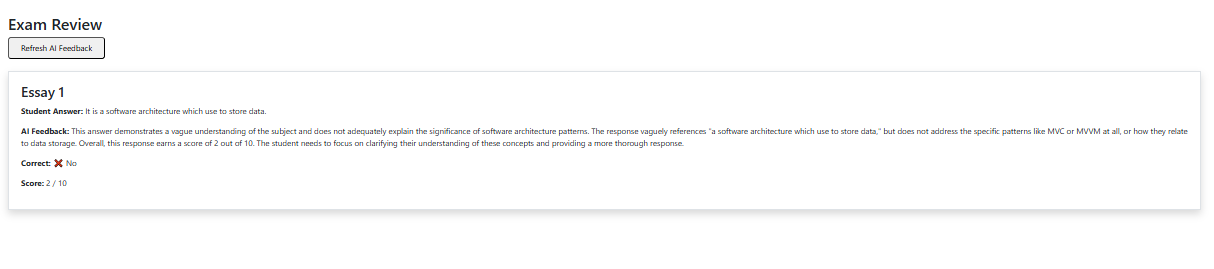 Exam Review
Refresh AI Feedback
Essay 1
Student Answer: It is a software architecture which use to store data.
AI Feedback: This answer demonstrates a vague understanding of the subject and does not adequately explain the significance of software architecture patterns. The response vaguely references "a software architecture which use to store data," but does not address the specific patterns like MVC or MVVM at all, or how they relate
to data storage. Overall, this response earns a score of 2 out of 10. The student needs to focus on clarifying their understanding of these concepts and providing a more thorough response.
Correct: ❌ No
Score: 2 / 10